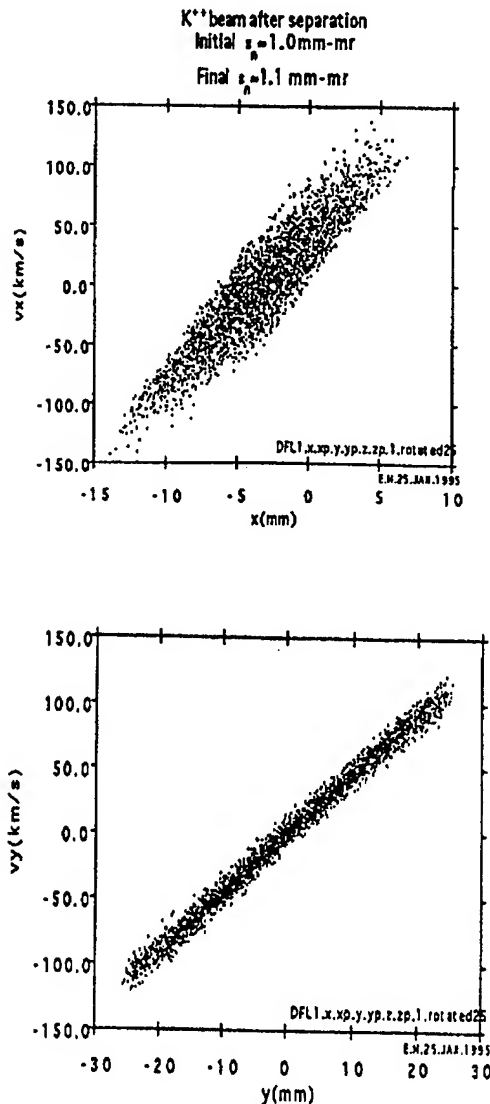 K++ beam after separation
Initial εn≈1.0mm-mr
Final εn≈1.1 mm-mr
150.0
100.0
50.0
0.0
-50.0
-100.0
-150.0
vx(km/s)
DFL1.x.xp.y.yp.z.zp.1.rotated25
E.H.25.JAN.1995
-15 -10 -5 0 5 10
x(mm)
150.0
100.0
50.0
0.0
-50.0
-100.0
-150.0
vy(km/s)
DFL1.x.xp.y.yp.z.zp.1.rotated25
E.H.25.JAN.1995
-30 -20 -10 0 10 20 30
y(mm)